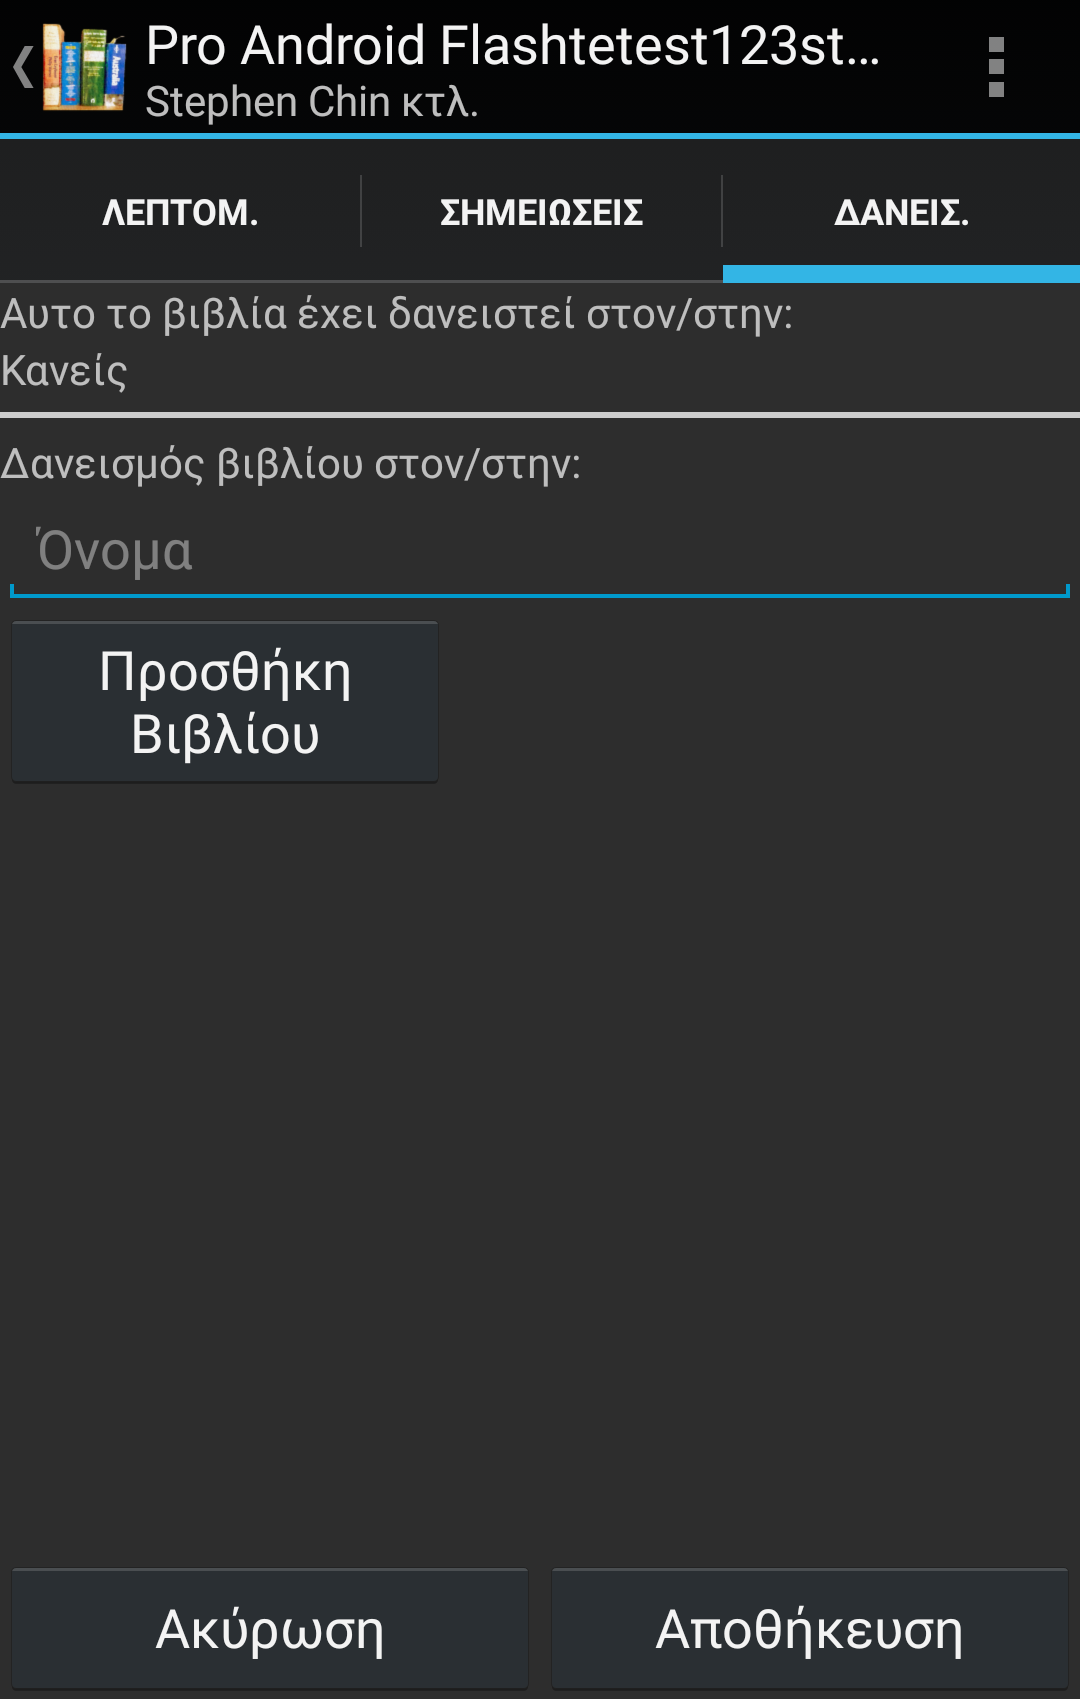 Pro Android Flashtetest123st...
Stephen Chin κτλ.
ΛΕΠΤΟΜ.
ΣΗΜΕΙΩΣΕΙΣ
ΔΑΝΕΙΣ.
Αυτο το βιβλία έχει δανειστεί στον/στην:
Κανείς
Δανεισμός βιβλίου στον/στην:
Όνομα
Προσθήκη
Βιβλίου
Ακύρωση
Αποθήκευση